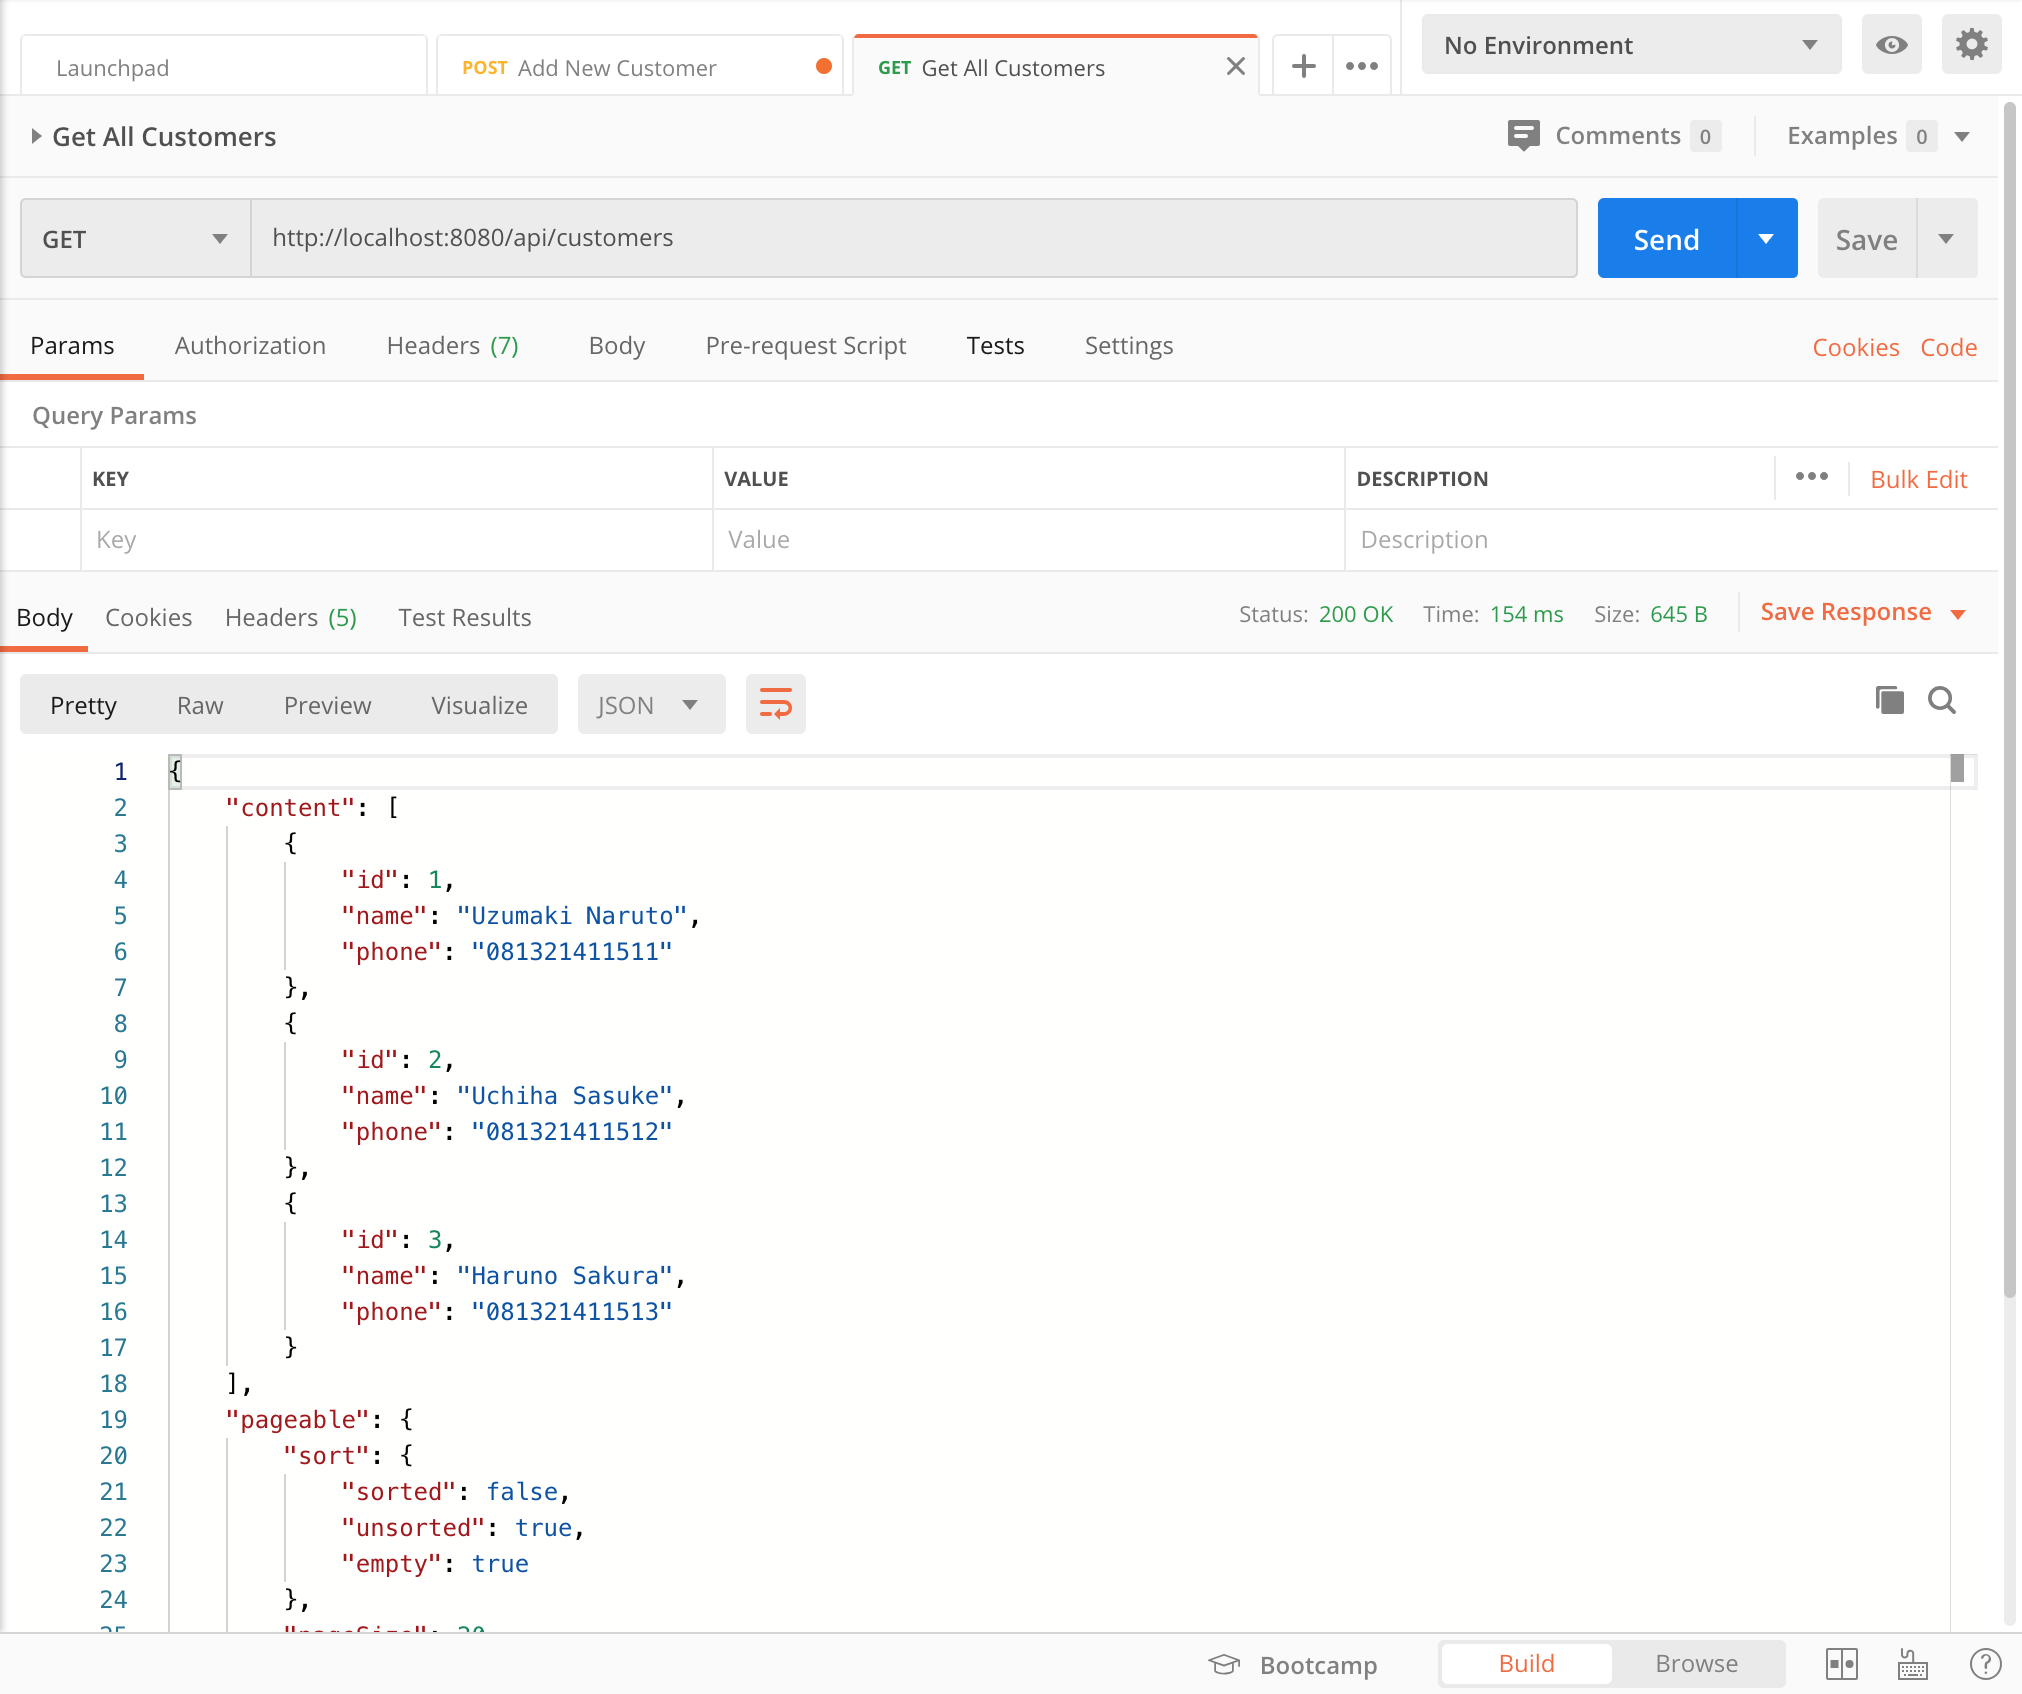 Launchpad
POST Add New Customer
GET Get All Customers
No Environment
Get All Customers
Comments 0
Examples 0
GET
http://localhost:8080/api/customers
Send
Save
Params
Authorization
Headers (7)
Body
Pre-request Script
Tests
Settings
Cookies
Code
Query Params
KEY
VALUE
DESCRIPTION
Bulk Edit
Key
Value
Description
Body
Cookies
Headers (5)
Test Results
Status: 200 OK
Time: 154 ms
Size: 645 B
Save Response
Pretty
Raw
Preview
Visualize
JSON
1 {
2 "content": [
3 {
4 "id": 1,
5 "name": "Uzumaki Naruto",
6 "phone": "081321411511"
7 },
8 {
9 "id": 2,
10 "name": "Uchiha Sasuke",
11 "phone": "081321411512"
12 },
13 {
14 "id": 3,
15 "name": "Haruno Sakura",
16 "phone": "081321411513"
17 }
18 ],
19 "pageable": {
20 "sort": {
21 "sorted": false,
22 "unsorted": true,
23 "empty": true
24 },
25 "pageSize": 20
Bootcamp
Build
Browse